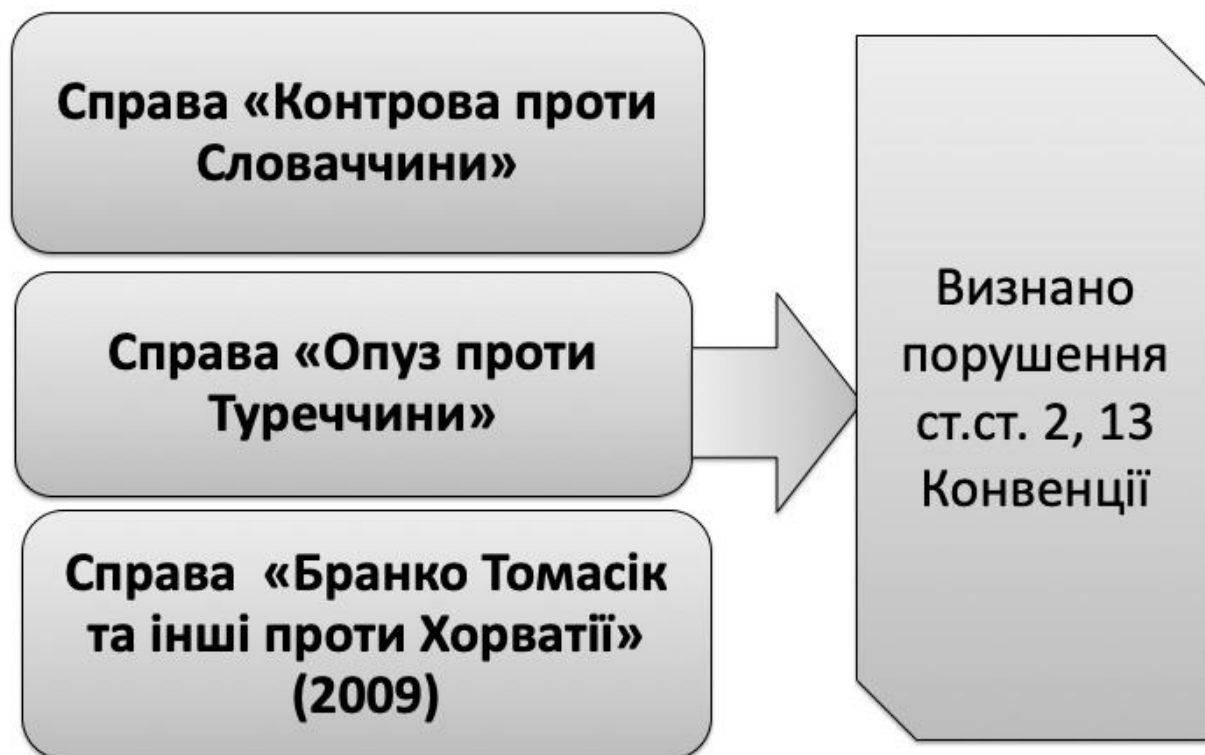 Справа «Контрова проти
Словаччини»
Справа «Опуз проти
Туреччини»
Справа «Бранко Томасік
та інші проти Хорватії»
(2009)
Визнано
порушення
ст.ст. 2, 13
Конвенції